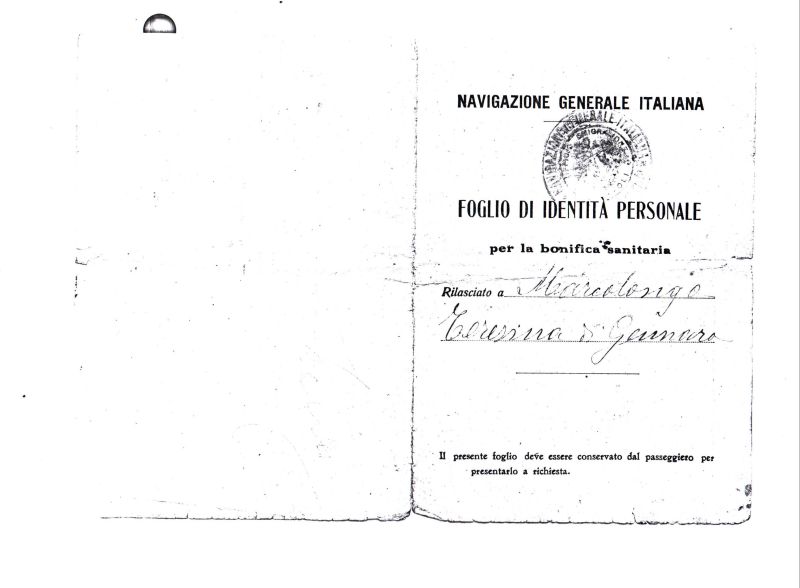 NAVIGAZIONE GENERALE ITALIANA
FOGLIO DI IDENTITÀ PERSONALE
per la bonifica sanitaria
Rilasciato a Marcolongo
Teresina di Gennaro
Il presente foglio deve essere conservato dal passeggiero per
presentarlo a richiesta.